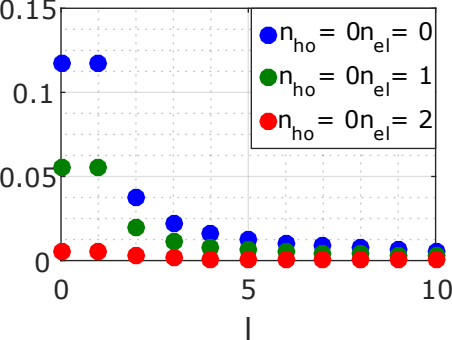 0.15
n_ho = 0n_el = 0
n_ho = 0n_el = 1
0.1
n_ho = 0n_el = 2
0.05
0
0 5 10
l